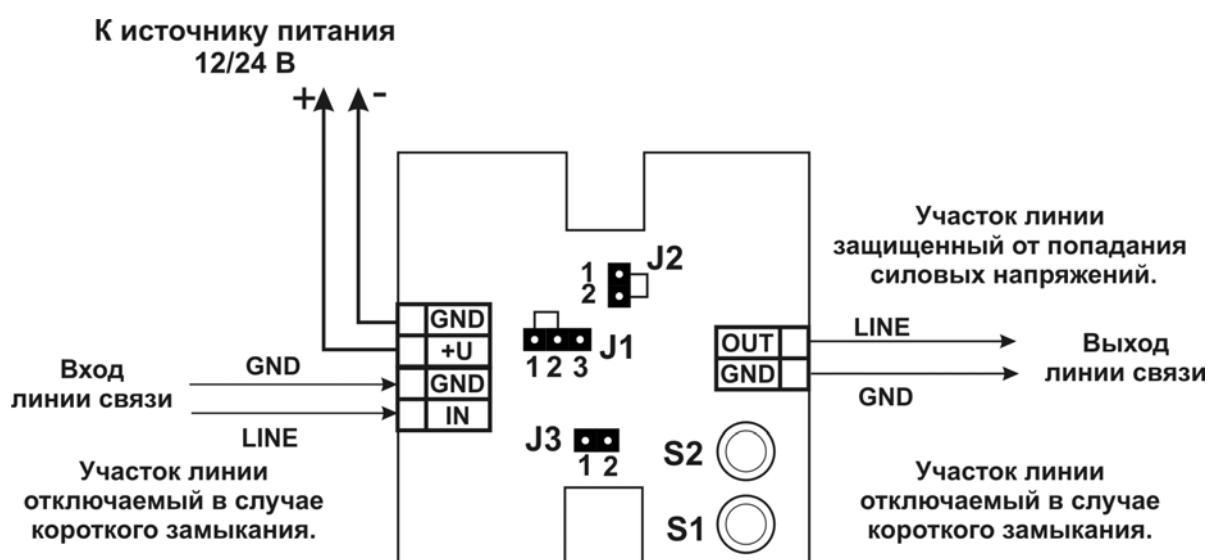 К источнику питания
12/24 В
+
-
Участок линии
защищенный от попадания
силовых напряжений.
1
2
J2
GND
+U
GND
IN
1 2 3
J1
OUT
GND
LINE
GND
Выход
линии связи
Вход
линии связи
GND
LINE
J3
1 2
S2
S1
Участок линии
отключаемый в случае
короткого замыкания.
Участок линии
отключаемый в случае
короткого замыкания.